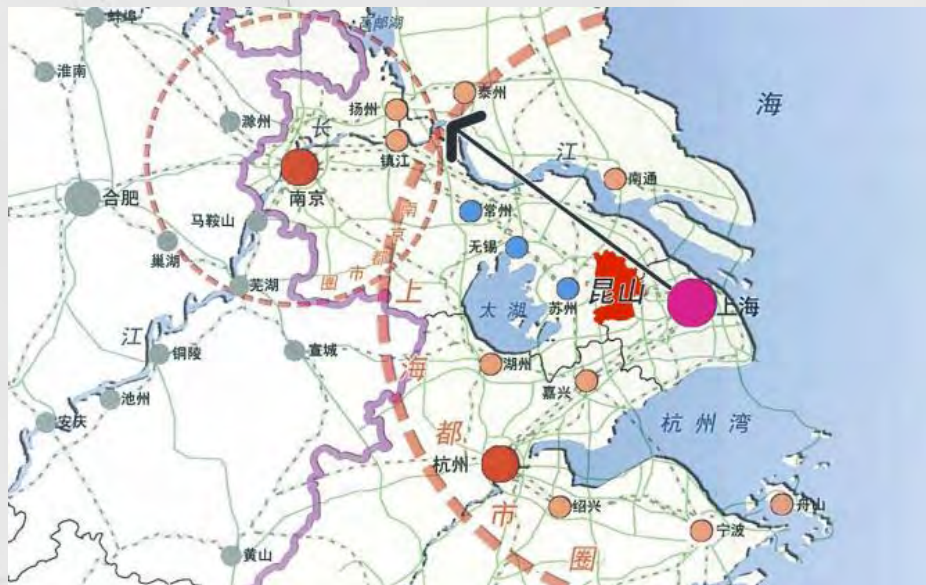 蚌埠
高邮湖
淮南
泰州
海
扬州
滁州
长
镇江
江
南通
南京
合肥
常州
马鞍山
南京都市圈
无锡
巢湖
芜湖
昆山
上海
苏州
太湖
江
铜陵
宣城
湖州
嘉兴
池州
安庆
杭州湾
上海都市圈
杭州
绍兴
舟山
宁波
黄山